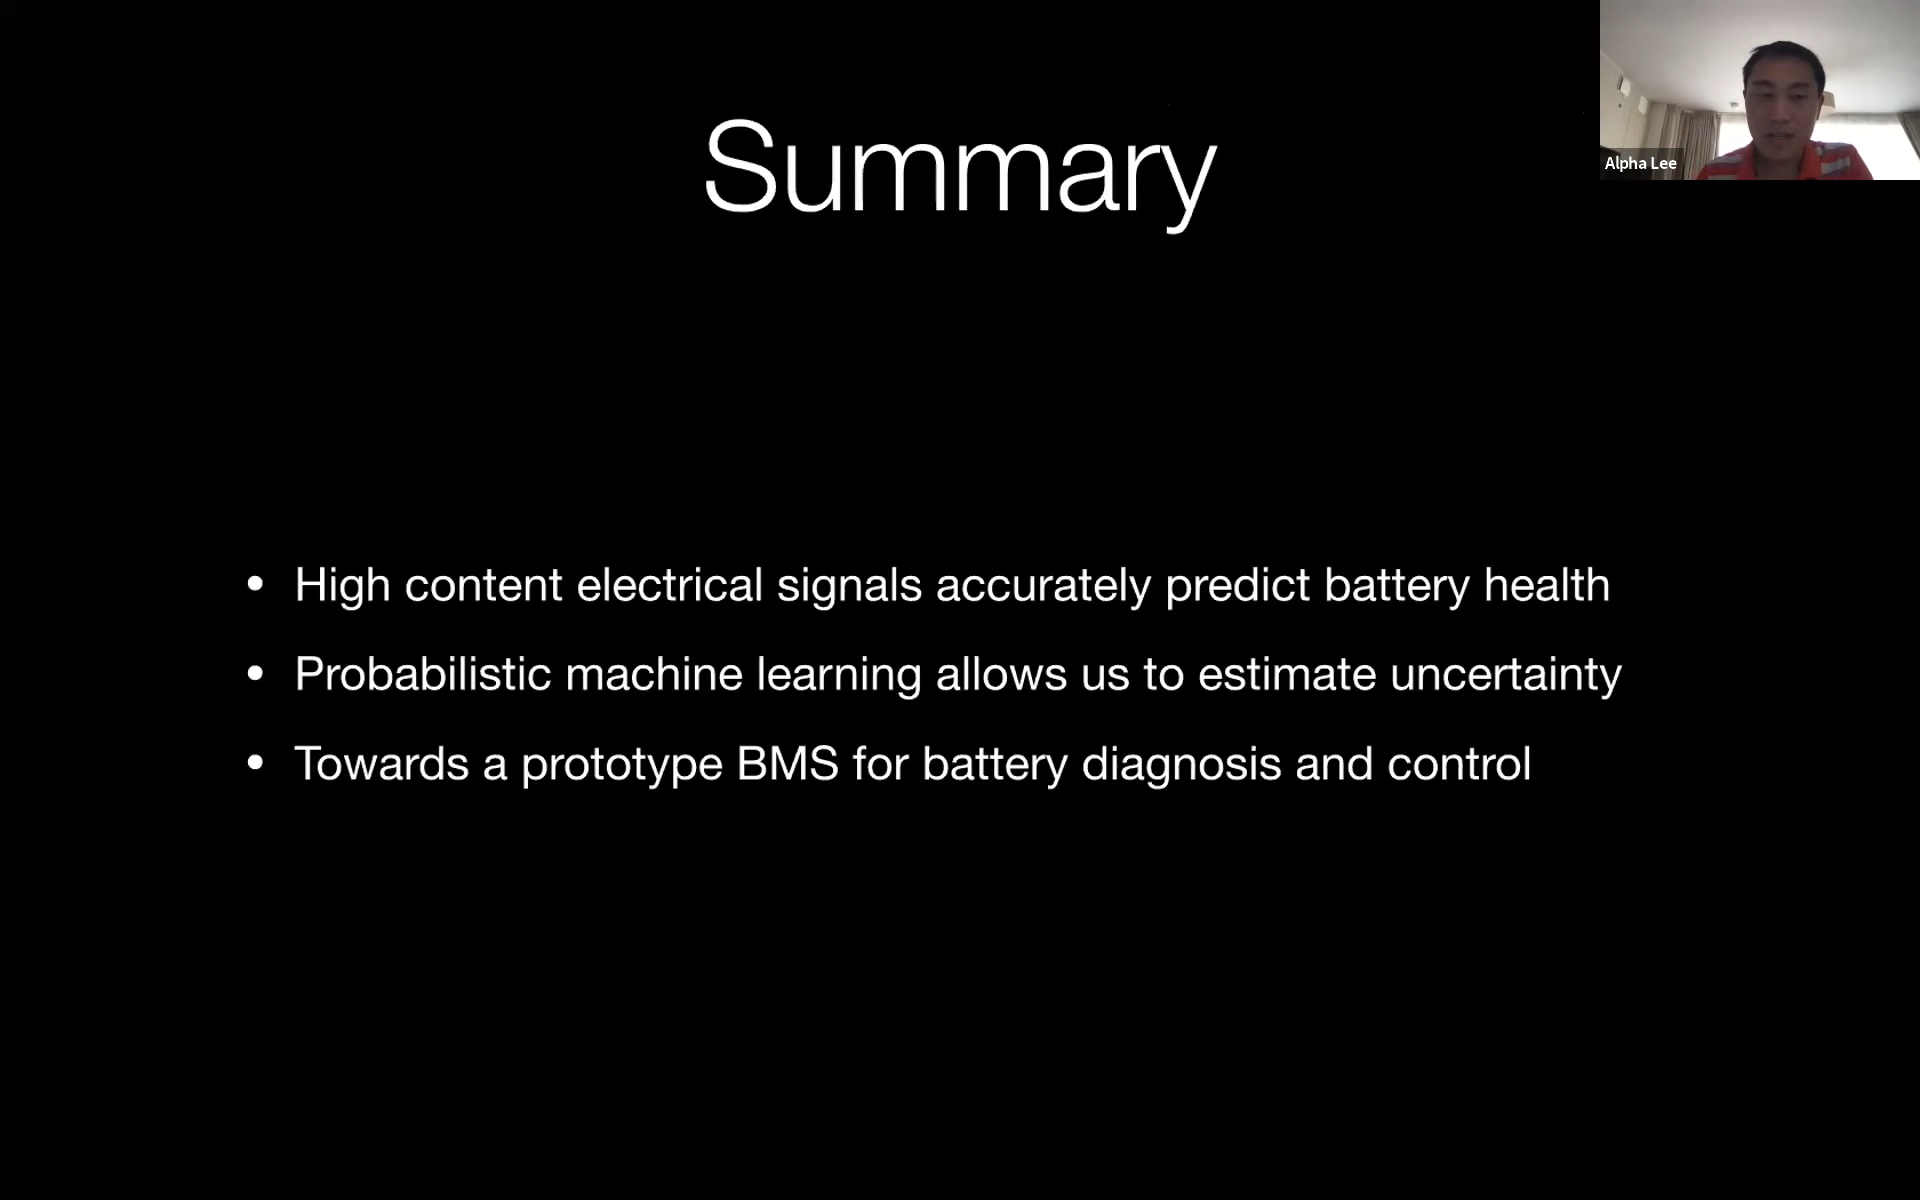 Alpha Lee
Summary
• High content electrical signals accurately predict battery health
• Probabilistic machine learning allows us to estimate uncertainty
• Towards a prototype BMS for battery diagnosis and control